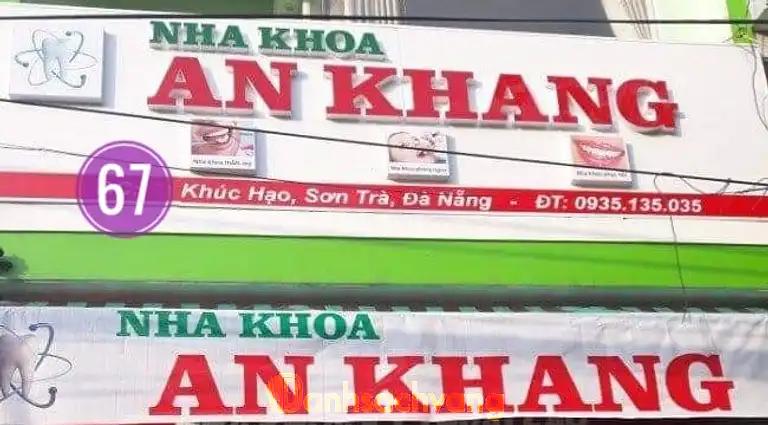 NHA KHOA
AN KHANG
67 Khúc Hạo, Sơn Trà, Đà Nẵng - ĐT: 0935.135.035
NHA KHOA
AN KHANG
Danhsachvang